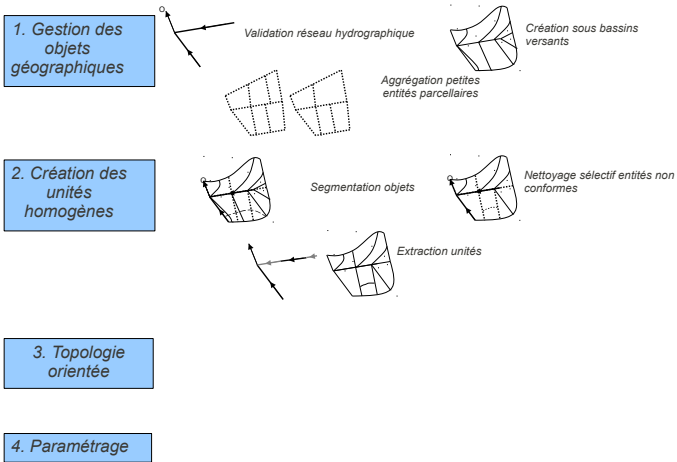 1. Gestion des
objets
géographiques
O
Validation réseau hydrographique
Création sous bassins
versants
Aggrégation petites
entités parcellaires
2. Création des
unités
homogènes
O
Segmentation objets
O
Nettoyage sélectif entités non
conformes
Extraction unités
3. Topologie
orientée
4. Paramétrage